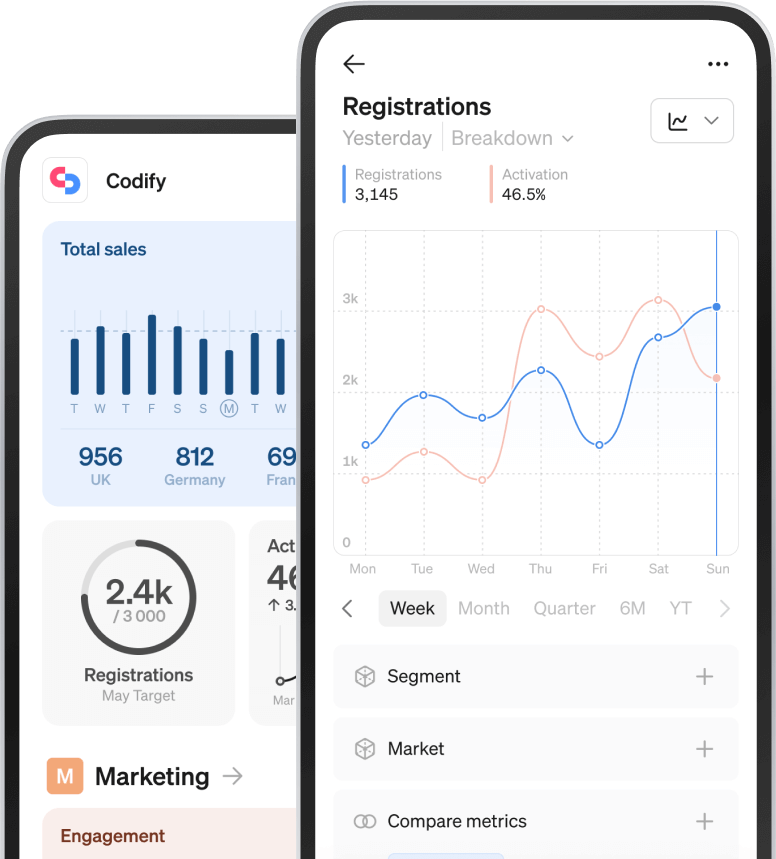 Codify
Total sales
T W T F S S M T W
956 812 69
UK Germany Fran
2.4k
/ 3 000
Registrations
May Target
Act
46
↑ 3.
Mar
M Marketing →
Engagement
Registrations
Yesterday Breakdown
Registrations Activation
3,145 46.5%
3k
2k
1k
0
Mon Tue Wed Thu Fri Sat Sun
Week Month Quarter 6M YT
Segment
Market
Compare metrics